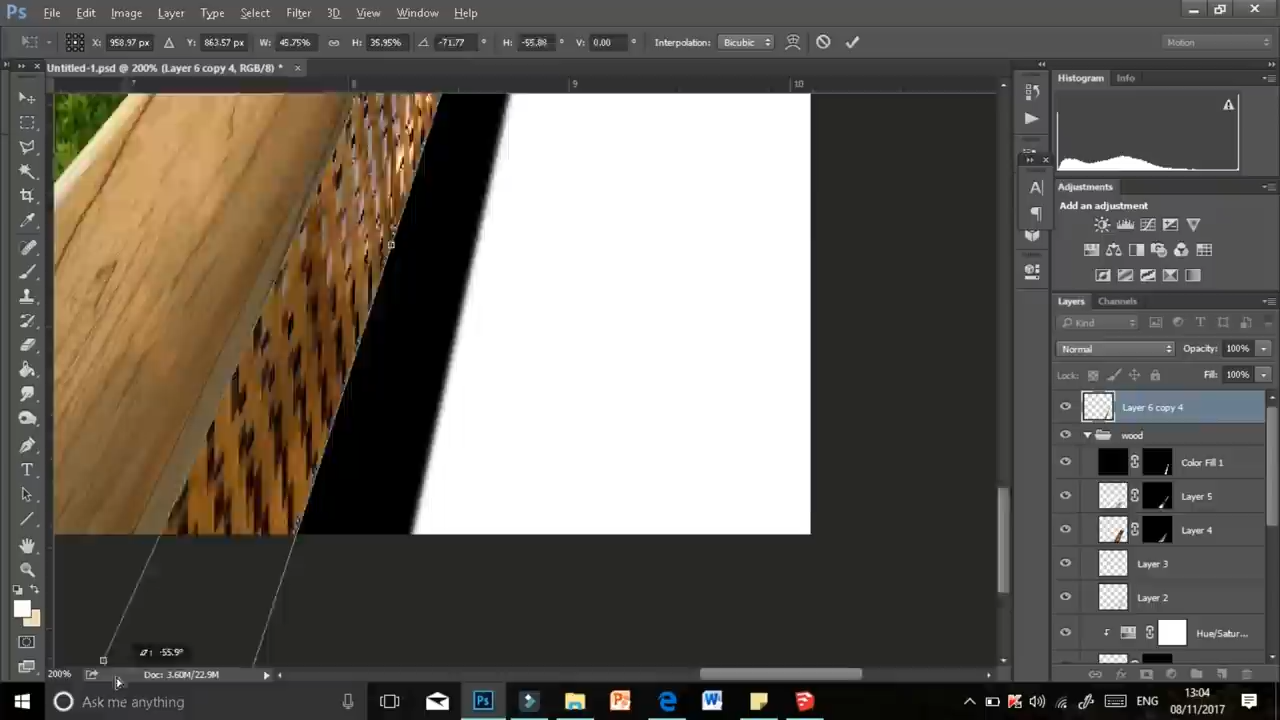 Ps File Edit Image Layer Type Select Filter 3D View Window Help
X: 958.97 px Y: 863.57 px W: 45.75% H: 35.95% -71.77 ° H: -55.88 ° V: 0.00 ° Interpolation: Bicubic Motion
Untitled-1.psd @ 200% (Layer 6 copy 4, RGB/8) *
7 8 9 10
Histogram Info
Adjustments
Add an adjustment
Layers Channels
Kind
Normal Opacity: 100%
Lock: Fill: 100%
Layer 6 copy 4
wood
Color Fill 1
Layer 5
Layer 4
Layer 3
Layer 2
Hue/Satur...
-55.9°
200% Doc: 3.60M/22.9M
Ask me anything
ENG
13:04
08/11/2017